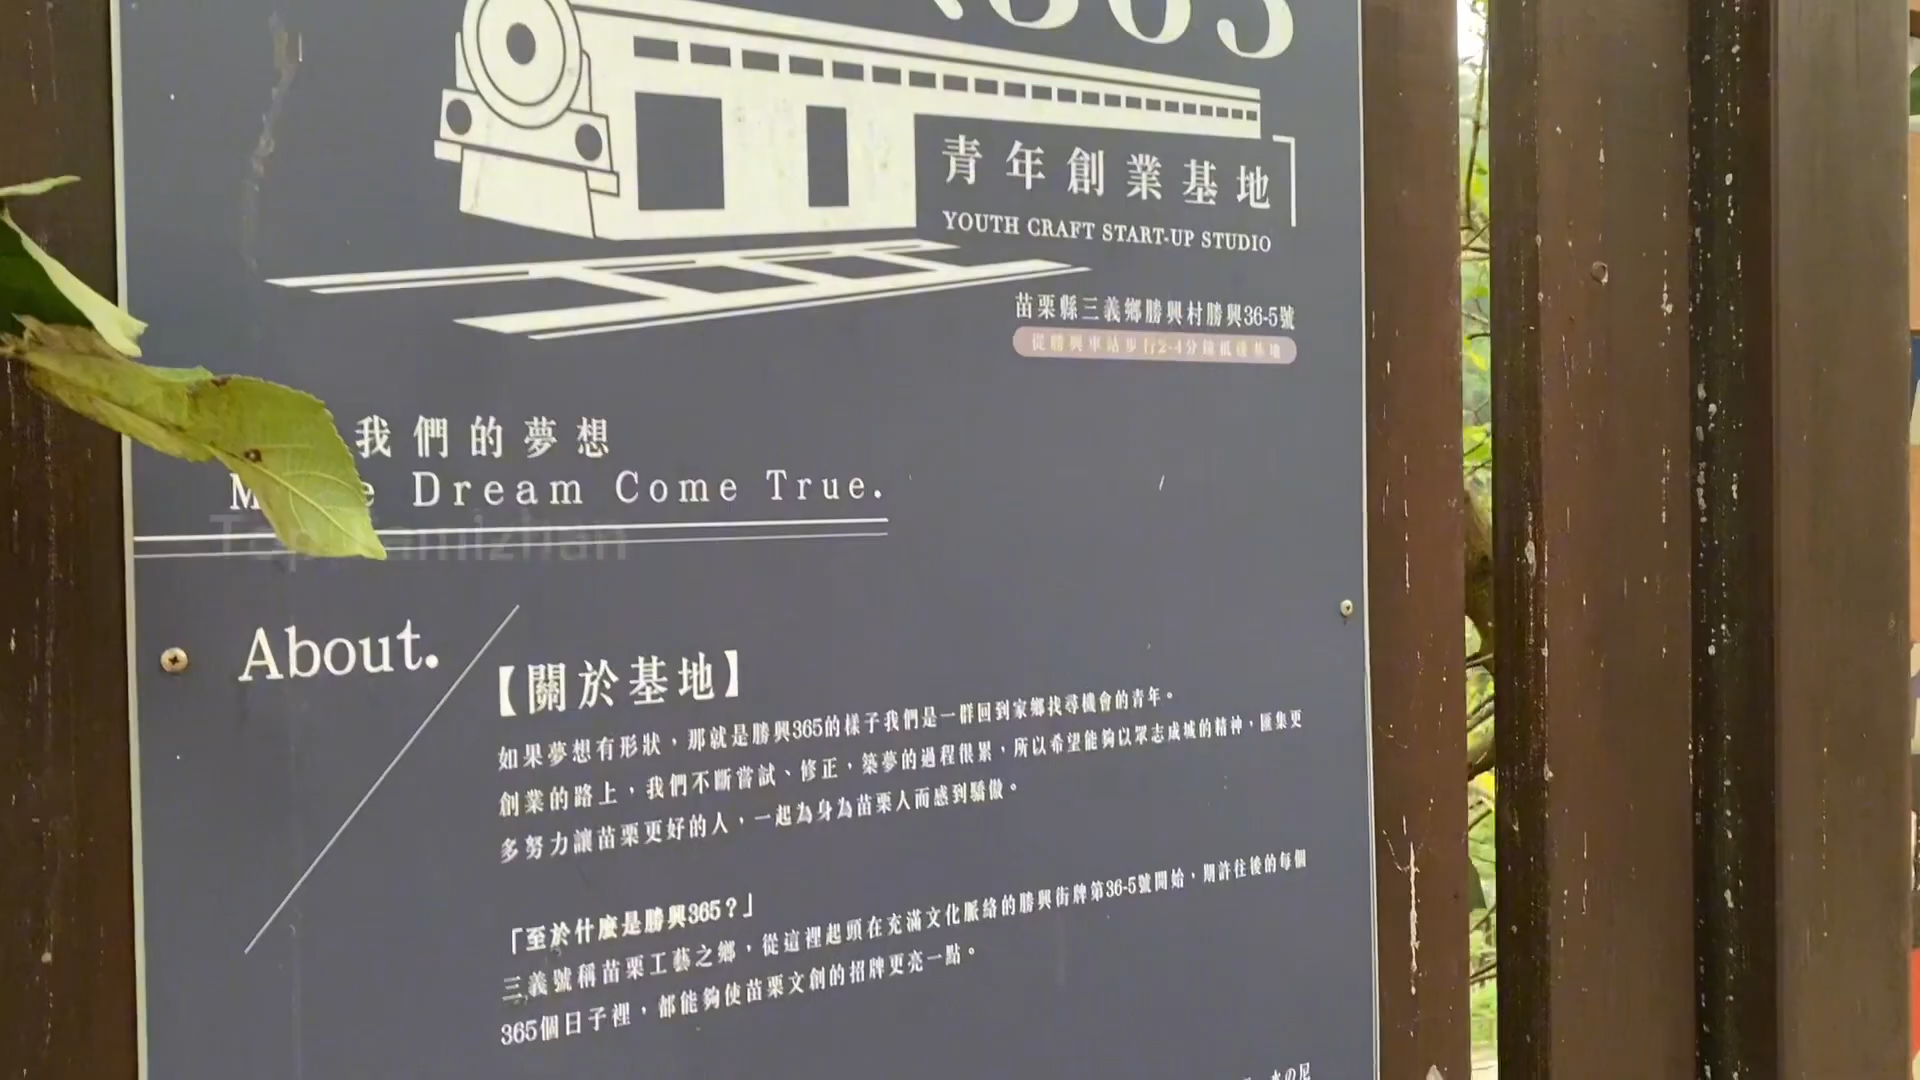 365
青年創業基地
YOUTH CRAFT START-UP STUDIO
苗栗縣三義鄉勝興村勝興36-5號
從勝興車站步行2-4分鐘抵達基地
我們的夢想
Dream Come True.
About.
【關於基地】
如果夢想有形狀，那就是勝興365的樣子我們是一群回到家鄉找尋機會的青年。
創業的路上，我們不斷嘗試、修正，築夢的過程很累，所以希望能夠以眾志成城的精神，匯集更
多努力讓苗栗更好的人，一起為身為苗栗人而感到驕傲。
「至於什麼是勝興365？」
三義號稱苗栗工藝之鄉，從這裡起頭在充滿文化脈絡的勝興街牌第36-5號開始，期許往後的每個
365個日子裡，都能夠使苗栗文創的招牌更亮一點。